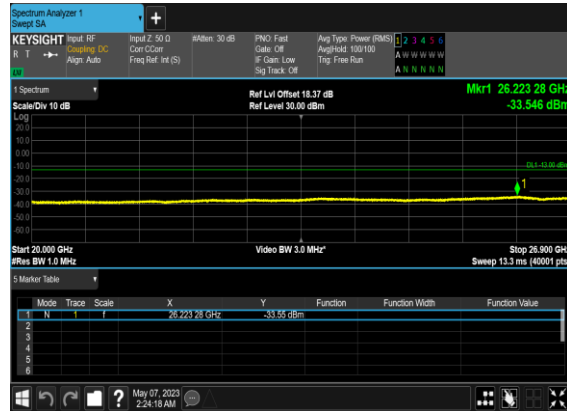 Spectrum Analyzer 1
Swept SA
+
KEYSIGHT Input: RF Input Z: 50 Ω #Atten: 30 dB PNO: Fast Avg Type: Power (RMS) 1 2 3 4 5 6
R T Coupling: DC Corr CCorr Gate: Off Avg|Hold: 100/100 A W W W W W
Align: Auto Freq Ref: Int (S) IF Gain: Low Trig: Free Run
Sig Track: Off A N N N N N
1 Spectrum Ref Lvl Offset 18.37 dB Mkr1 26.223 28 GHz
Scale/Div 10 dB Ref Level 30.00 dBm -33.546 dBm
Log
20.0
10.0
0.00
-10.0
DL1 -13.00 dBm
-20.0
1
-30.0
-40.0
-50.0
-60.0
Start 20.000 GHz Video BW 3.0 MHz* Stop 26.900 GHz
#Res BW 1.0 MHz Sweep 13.3 ms (40001 pts)
5 Marker Table
Mode Trace Scale X Y Function Function Width Function Value
1 N 1 f 26.223 28 GHz -33.55 dBm
2
3
4
5
6
? May 07, 2023
2:24:18 AM